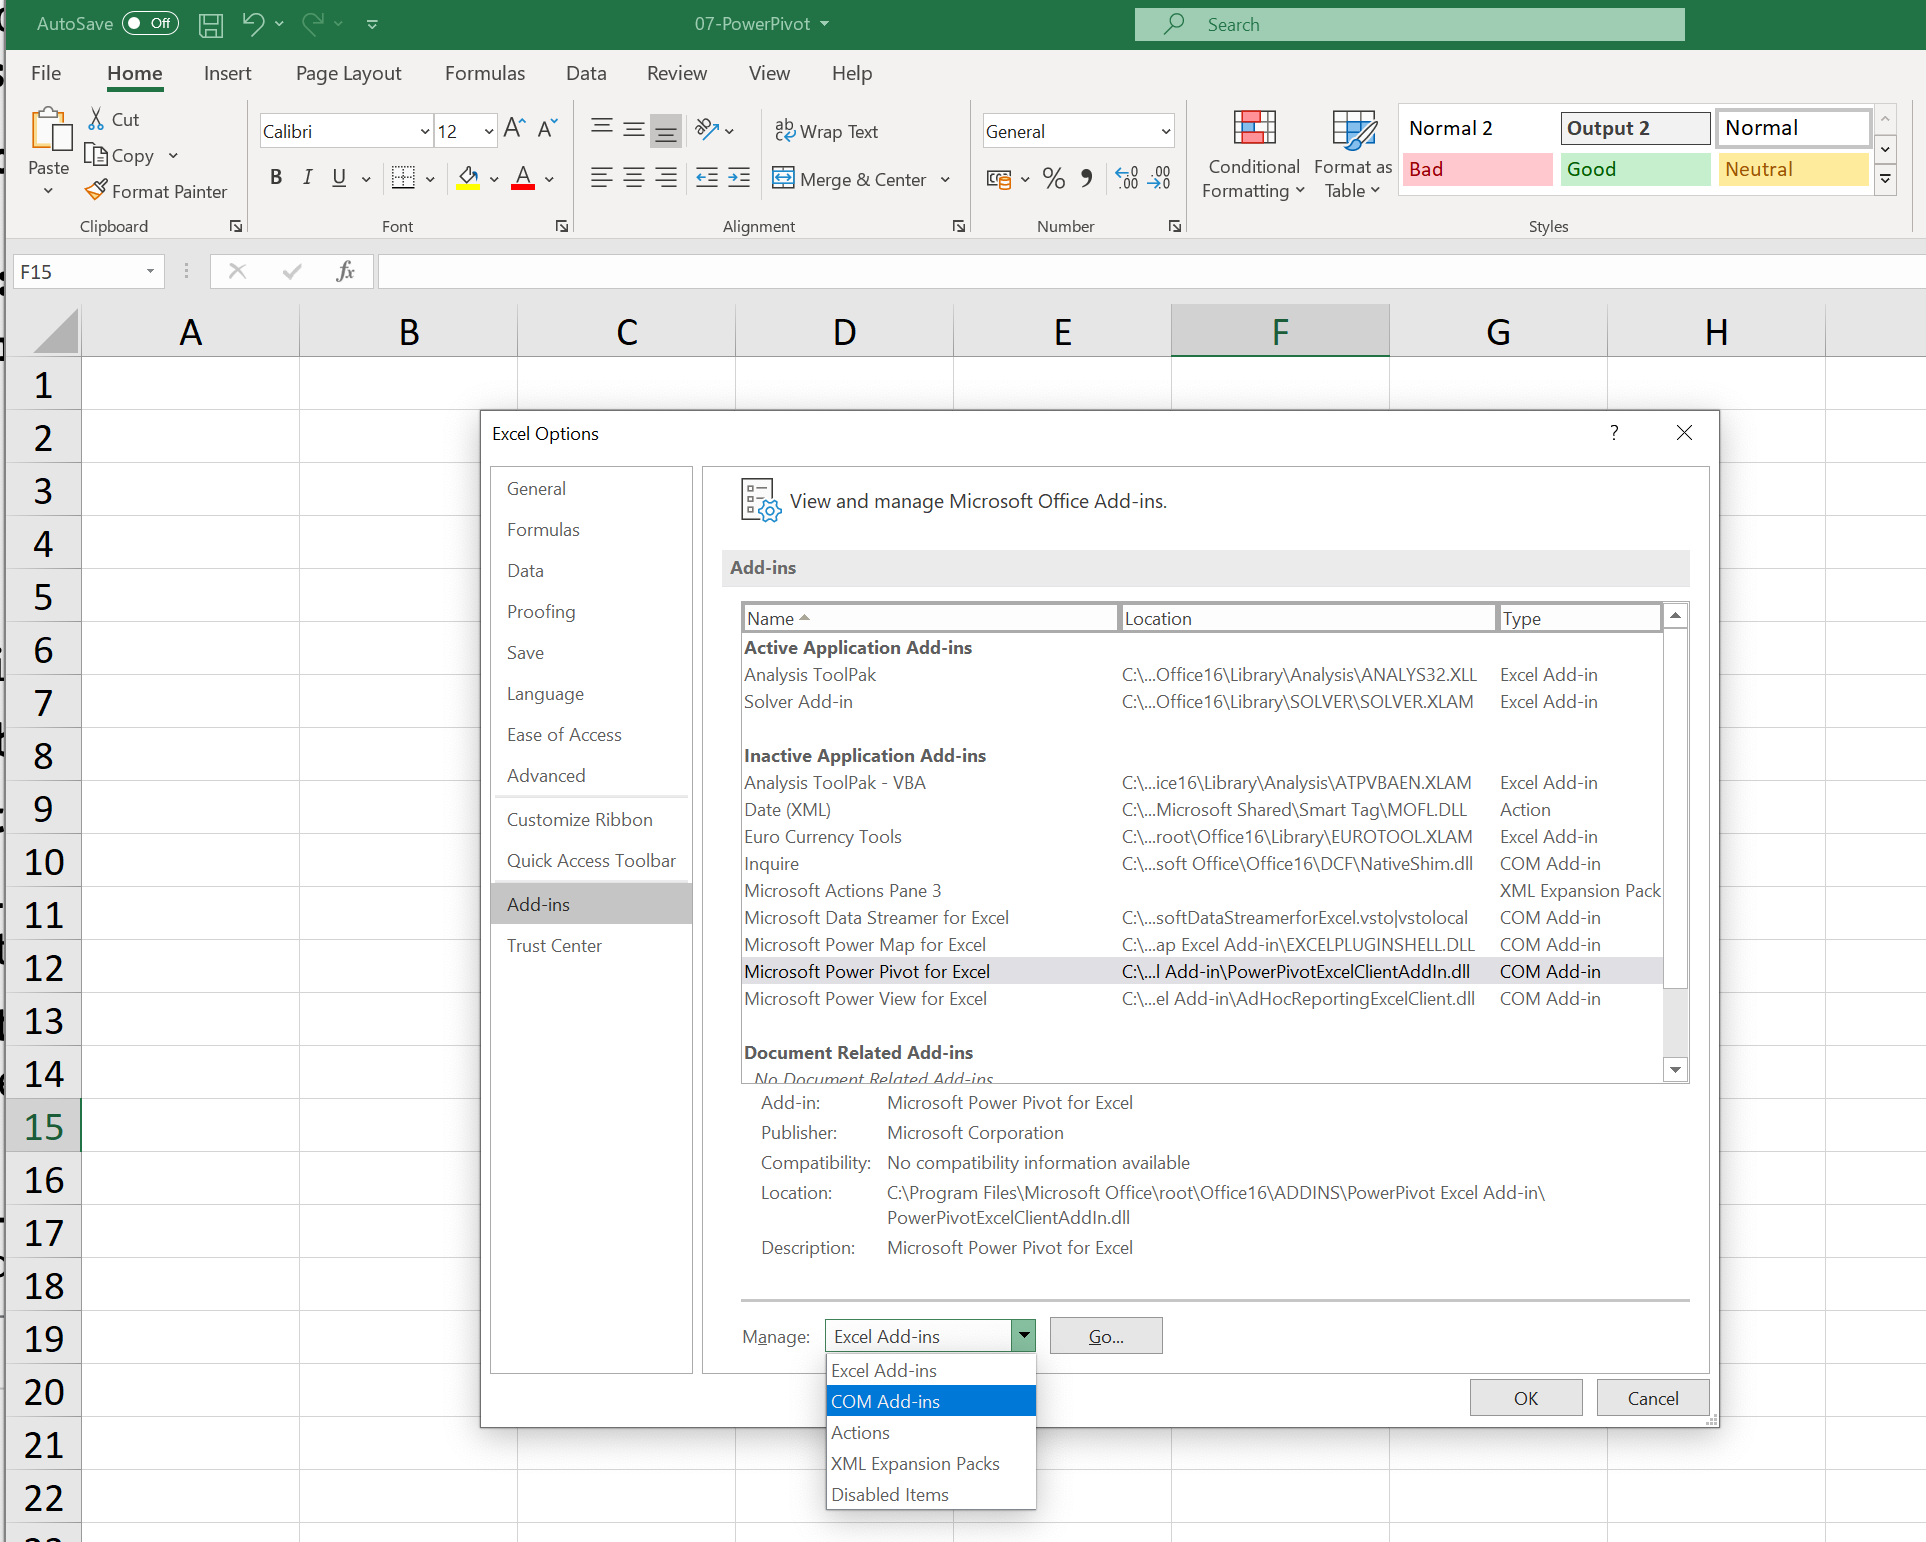 AutoSave Off 07-PowerPivot Search
File Home Insert Page Layout Formulas Data Review View Help
Paste Cut Copy Format Painter
Clipboard
Calibri 12
B I U A
Font
ab Wrap Text
Merge & Center
Alignment
General
% , .00 .00
Number
Conditional Formatting Format as Table
Normal 2 Output 2 Normal
Bad Good Neutral
Styles
F15 fx
A B C D E F G H
1
2
3
4
5
6
7
8
9
10
11
12
13
14
15
16
17
18
19
20
21
22
Excel Options ?
General
Formulas
Data
Proofing
Save
Language
Ease of Access
Advanced
Customize Ribbon
Quick Access Toolbar
Add-ins
Trust Center
View and manage Microsoft Office Add-ins.
Add-ins
Name Location Type
Active Application Add-ins
Analysis ToolPak C:\...Office16\Library\Analysis\ANALYS32.XLL Excel Add-in
Solver Add-in C:\...Office16\Library\SOLVER\SOLVER.XLAM Excel Add-in
Inactive Application Add-ins
Analysis ToolPak - VBA C:\...ice16\Library\Analysis\ATPVBAEN.XLAM Excel Add-in
Date (XML) C:\...Microsoft Shared\Smart Tag\MOFL.DLL Action
Euro Currency Tools C:\...root\Office16\Library\EUROTOOL.XLAM Excel Add-in
Inquire C:\...soft Office\Office16\DCF\NativeShim.dll COM Add-in
Microsoft Actions Pane 3 XML Expansion Pack
Microsoft Data Streamer for Excel C:\...softDataStreamerforExcel.vsto|vstolocal COM Add-in
Microsoft Power Map for Excel C:\...ap Excel Add-in\EXCELPLUGINSHELL.DLL COM Add-in
Microsoft Power Pivot for Excel C:\...l Add-in\PowerPivotExcelClientAddIn.dll COM Add-in
Microsoft Power View for Excel C:\...el Add-in\AdHocReportingExcelClient.dll COM Add-in
Document Related Add-ins
No Document Related Add-ins
Add-in: Microsoft Power Pivot for Excel
Publisher: Microsoft Corporation
Compatibility: No compatibility information available
Location: C:\Program Files\Microsoft Office\root\Office16\ADDINS\PowerPivot Excel Add-in\
PowerPivotExcelClientAddIn.dll
Description: Microsoft Power Pivot for Excel
Manage: Excel Add-ins Go...
Excel Add-ins
COM Add-ins
Actions
XML Expansion Packs
Disabled Items
OK Cancel